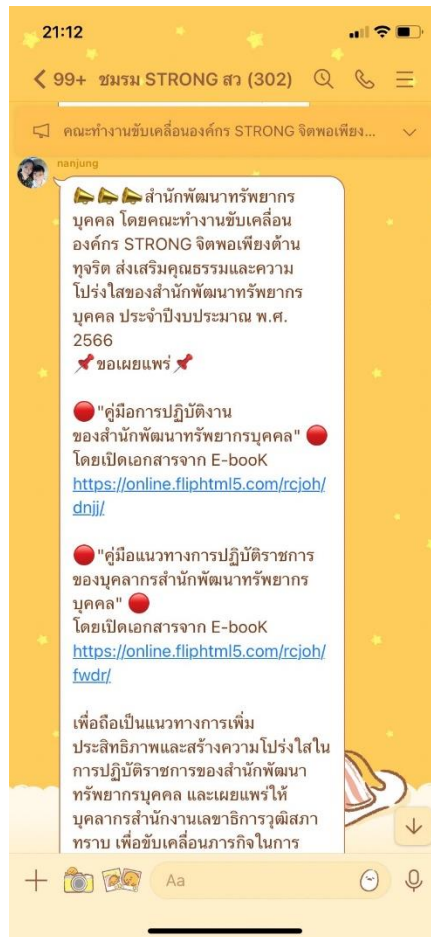 21:12
99+ ชมรม STRONG สว (302)
คณะทำงานขับเคลื่อนองค์กร STRONG จิตพอเพียง...
nanjung
สำนักพัฒนาทรัพยากร
บุคคล โดยคณะทำงานขับเคลื่อน
องค์กร STRONG จิตพอเพียงต้าน
ทุจริต ส่งเสริมคุณธรรมและความ
โปร่งใสของสำนักพัฒนาทรัพยากร
บุคคล ประจำปีงบประมาณ พ.ศ.
2566
📌ขอเผยแพร่📌
🔴"คู่มือการปฏิบัติงาน
ของสำนักพัฒนาทรัพยากรบุคคล" 🔴
โดยเปิดเอกสารจาก E-booK
https://online.fliphtml5.com/rcjoh/
dnjj/
🔴"คู่มือแนวทางการปฏิบัติราชการ
ของบุคลากรสำนักพัฒนาทรัพยากร
บุคคล" 🔴
โดยเปิดเอกสารจาก E-booK
https://online.fliphtml5.com/rcjoh/
fwdr/
เพื่อถือเป็นแนวทางการเพิ่ม
ประสิทธิภาพและสร้างความโปร่งใสใน
การปฏิบัติราชการของสำนักพัฒนา
ทรัพยากรบุคคล และเผยแพร่ให้
บุคลากรสำนักงานเลขาธิการวุฒิสภา
ทราบ เพื่อขับเคลื่อนภารกิจในการ
Aa